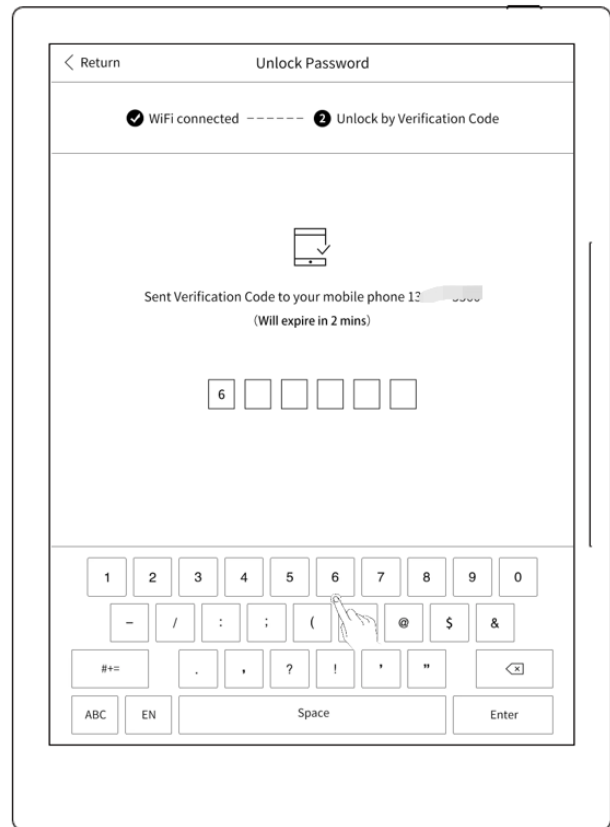 Return
Unlock Password
WiFi connected ------ 2 Unlock by Verification Code
Sent Verification Code to your mobile phone 13
(Will expire in 2 mins)
6
1 2 3 4 5 6 7 8 9 0
- / : ; ( @ $ &
#+= . , ? ! ' "
ABC EN Space Enter